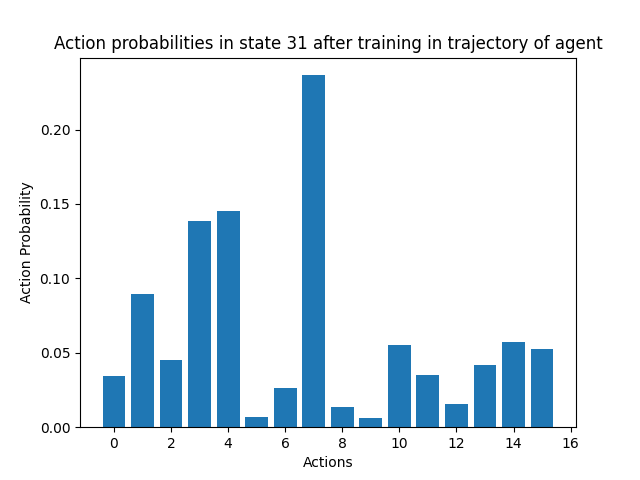 Action probabilities in state 31 after training in trajectory of agent
0.20
0.15
0.10
0.05
0.00
Action Probability
0 2 4 6 8 10 12 14 16
Actions